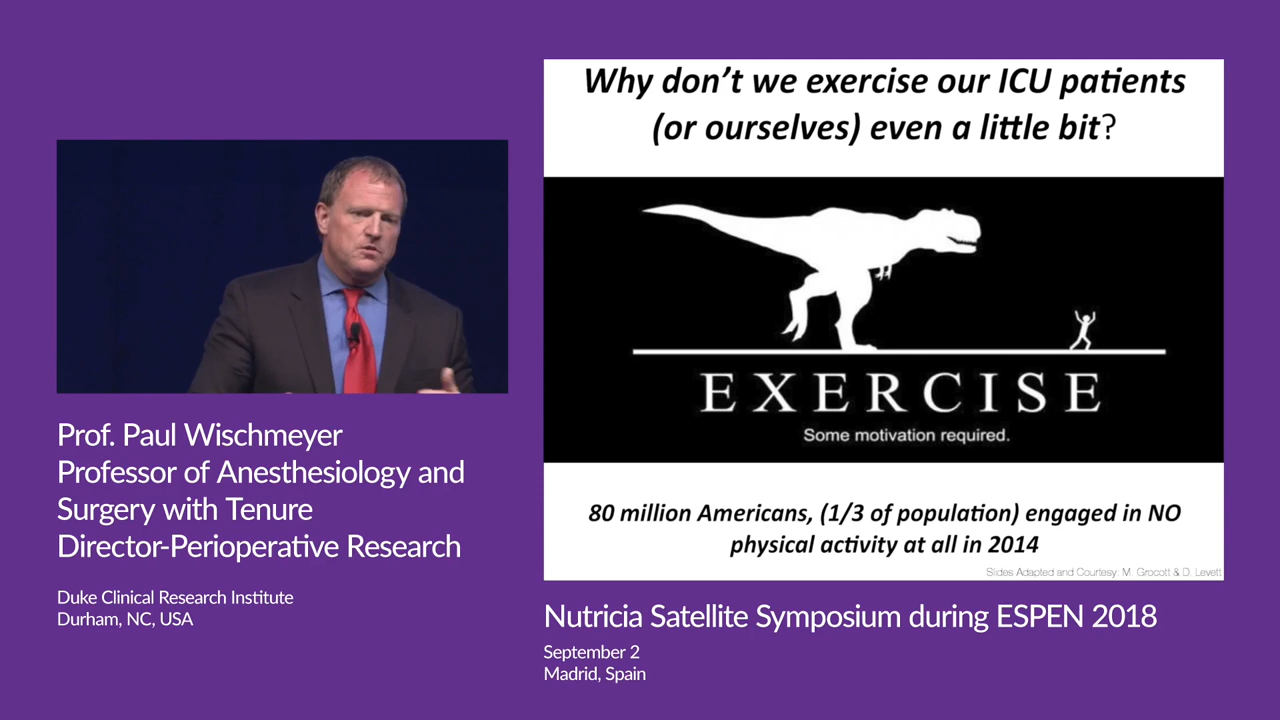 Why don't we exercise our ICU patients
(or ourselves) even a little bit?
EXERCISE
Some motivation required.
80 million Americans, (1/3 of population) engaged in NO
physical activity at all in 2014
Slides Adapted and Courtesy: M. Grocott & D. Levett
Prof. Paul Wischmeyer
Professor of Anesthesiology and
Surgery with Tenure
Director-Perioperative Research
Duke Clinical Research Institute
Durham, NC, USA
Nutricia Satellite Symposium during ESPEN 2018
September 2
Madrid, Spain